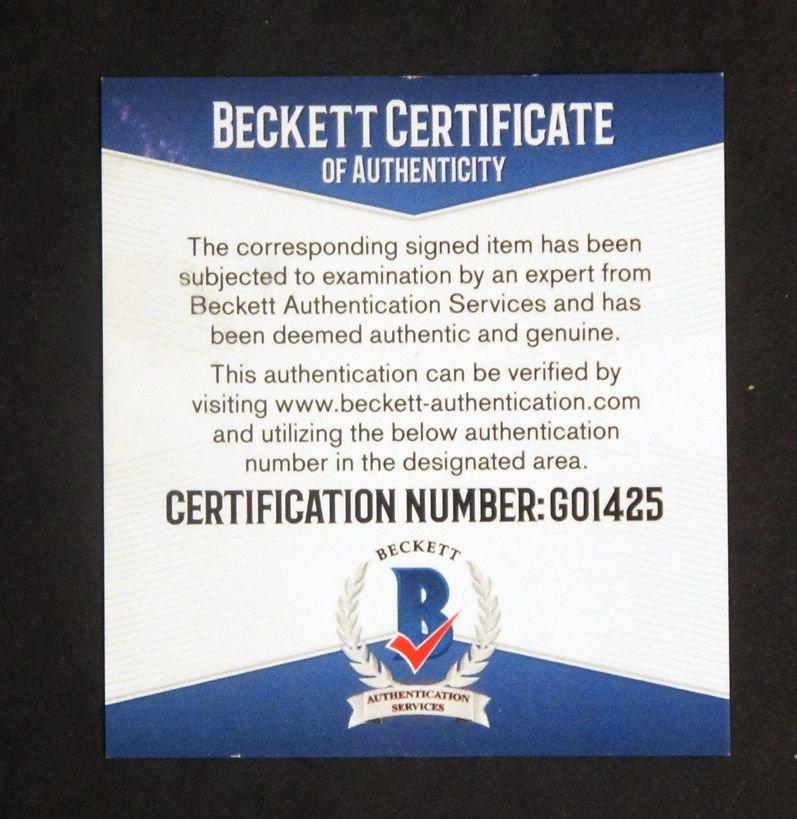 BECKETT CERTIFICATE
OF AUTHENTICITY
The corresponding signed item has been
subjected to examination by an expert from
Beckett Authentication Services and has
been deemed authentic and genuine.
This authentication can be verified by
visiting www.beckett-authentication.com
and utilizing the below authentication
number in the designated area.
CERTIFICATION NUMBER: G01425
BECKETT
B
AUTHENTICATION
SERVICES